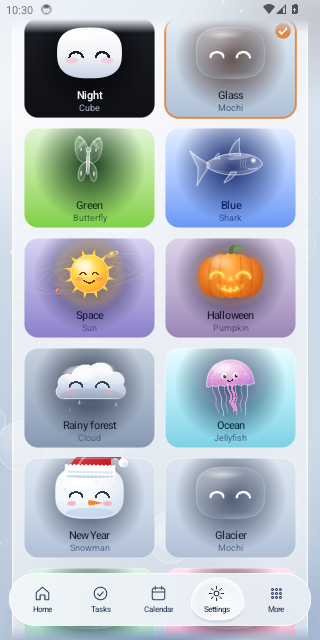 10:30
Night
Cube
Glass
Mochi
Green
Butterfly
Blue
Shark
Space
Sun
Halloween
Pumpkin
Rainy forest
Cloud
Ocean
Jellyfish
New Year
Snowman
Glacier
Mochi
Home
Tasks
Calendar
Settings
More